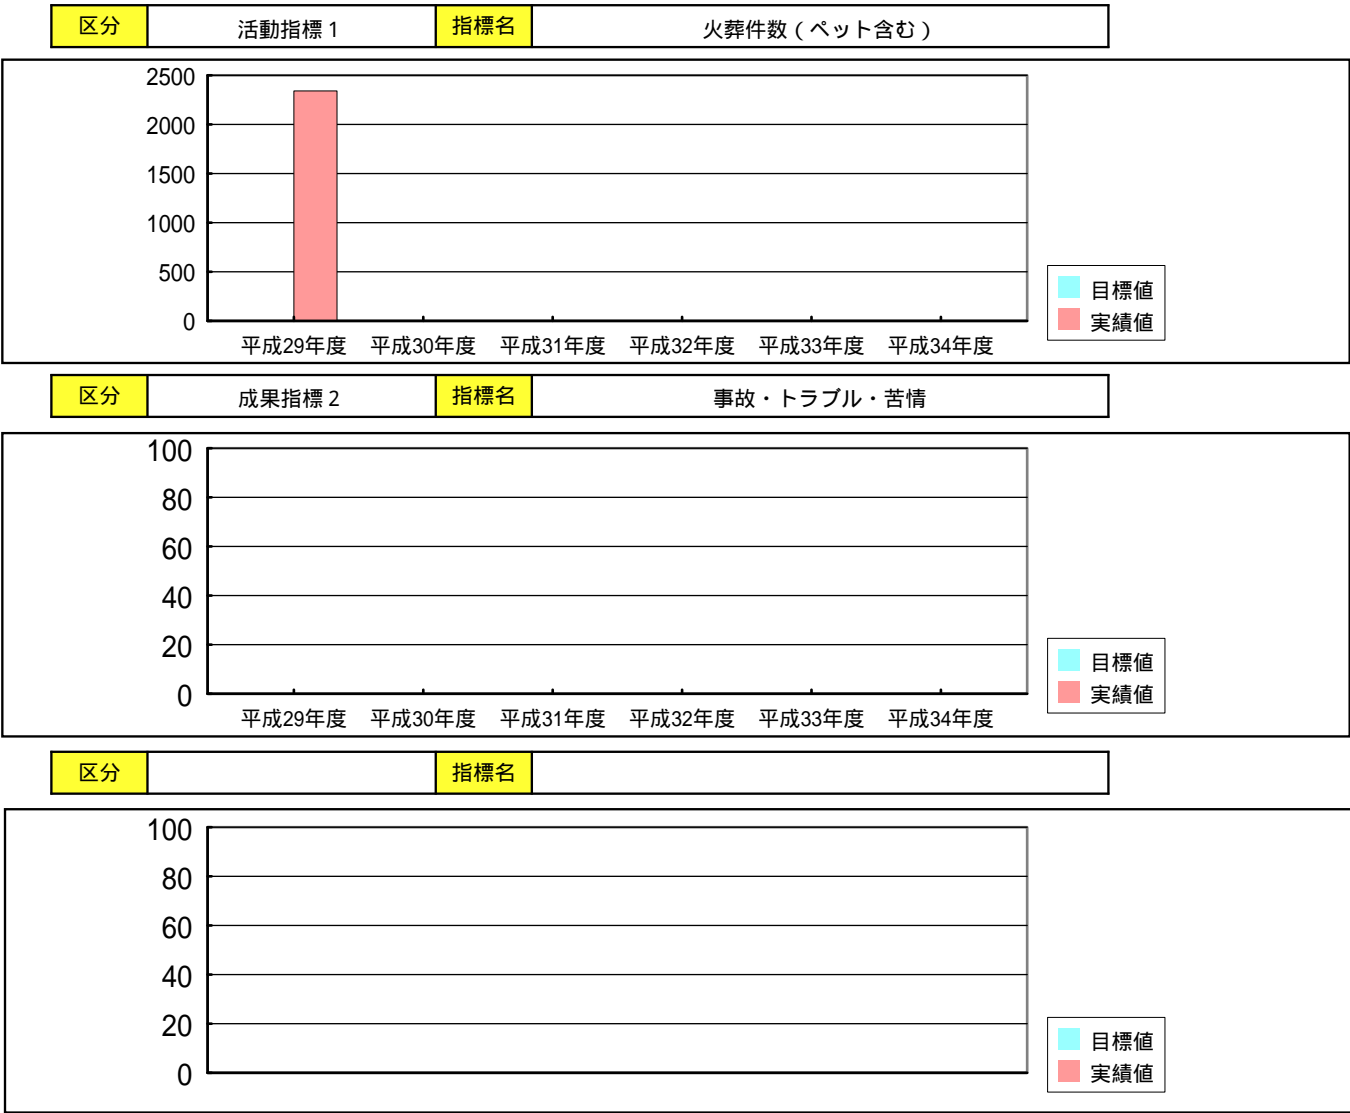 区分 活動指標1 指標名 火葬件数(ペット含む)
2500
2000
1500
1000
500
0
平成29年度 平成30年度 平成31年度 平成32年度 平成33年度 平成34年度
目標値
実績値
区分 成果指標2 指標名 事故・トラブル・苦情
100
80
60
40
20
0
平成29年度 平成30年度 平成31年度 平成32年度 平成33年度 平成34年度
目標値
実績値
区分 指標名
100
80
60
40
20
0
目標値
実績値